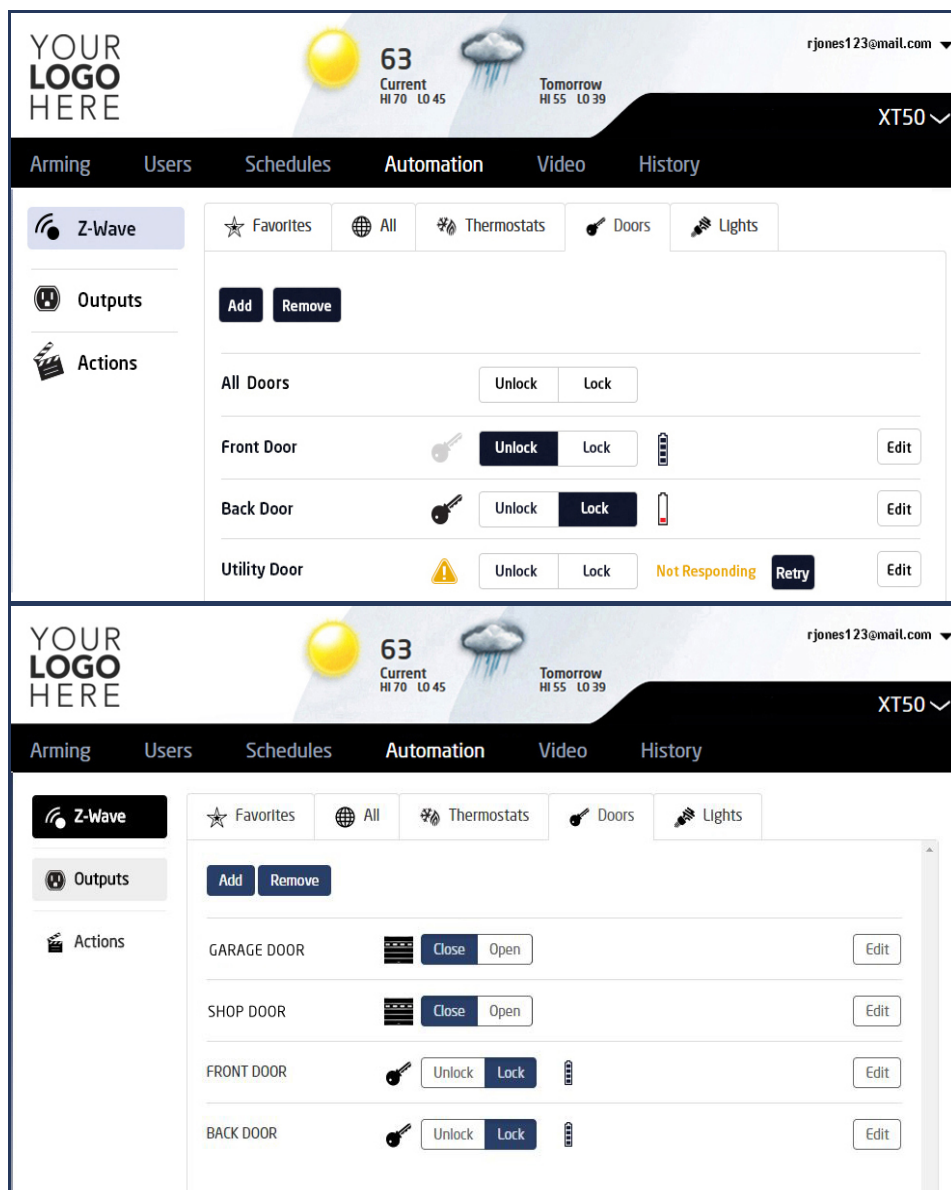 YOUR
LOGO
HERE
63
Current
HI 70 LO 45
Tomorrow
HI 55 LO 39
rjones123@mail.com
XT50
Arming Users Schedules Automation Video History
Z-Wave
Outputs
Actions
Favorites All Thermostats Doors Lights
Add Remove
All Doors Unlock Lock
Front Door Unlock Lock Edit
Back Door Unlock Lock Edit
Utility Door Unlock Lock Not Responding Retry Edit
YOUR
LOGO
HERE
63
Current
HI 70 LO 45
Tomorrow
HI 55 LO 39
rjones123@mail.com
XT50
Arming Users Schedules Automation Video History
Z-Wave
Outputs
Actions
Favorites All Thermostats Doors Lights
Add Remove
GARAGE DOOR Close Open Edit
SHOP DOOR Close Open Edit
FRONT DOOR Unlock Lock Edit
BACK DOOR Unlock Lock Edit